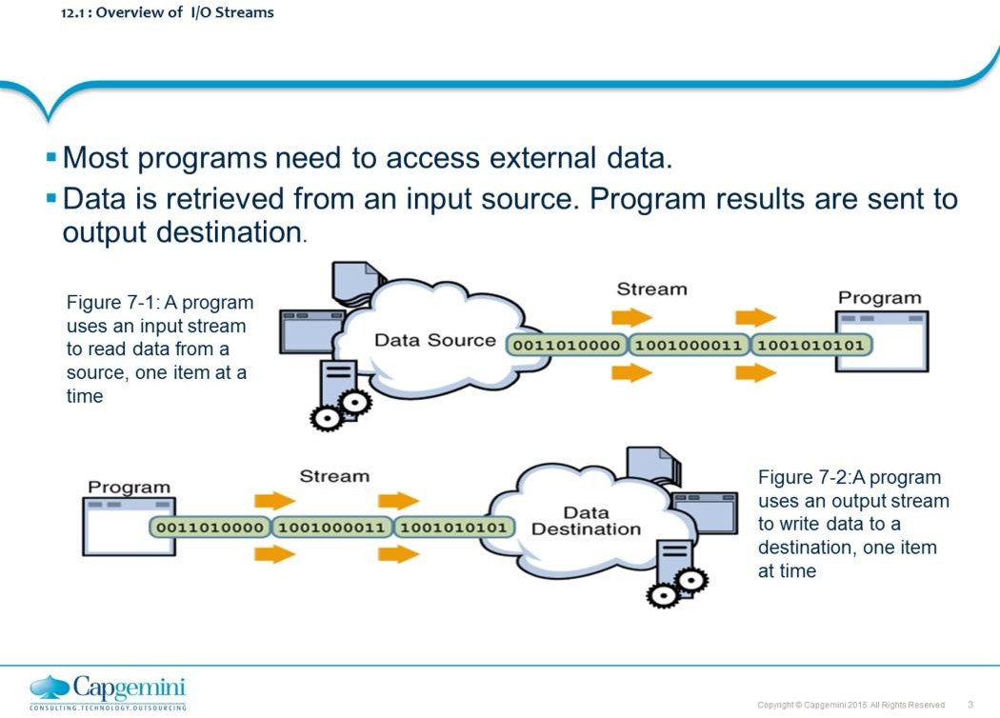 12.1 : Overview of I/O Streams
Most programs need to access external data.
Data is retrieved from an input source. Program results are sent to
output destination.
Figure 7-1: A program
uses an input stream
to read data from a
source, one item at a
time
Stream
Program
Data Source
0011010000 1001000011 1001010101
Program
Stream
0011010000 1001000011 1001010101
Data
Destination
Figure 7-2:A program
uses an output stream
to write data to a
destination, one item
at time
Capgemini
CONSULTING.TECHNOLOGY.OUTSOURCING
Copyright © Capgemini 2015. All Rights Reserved 3